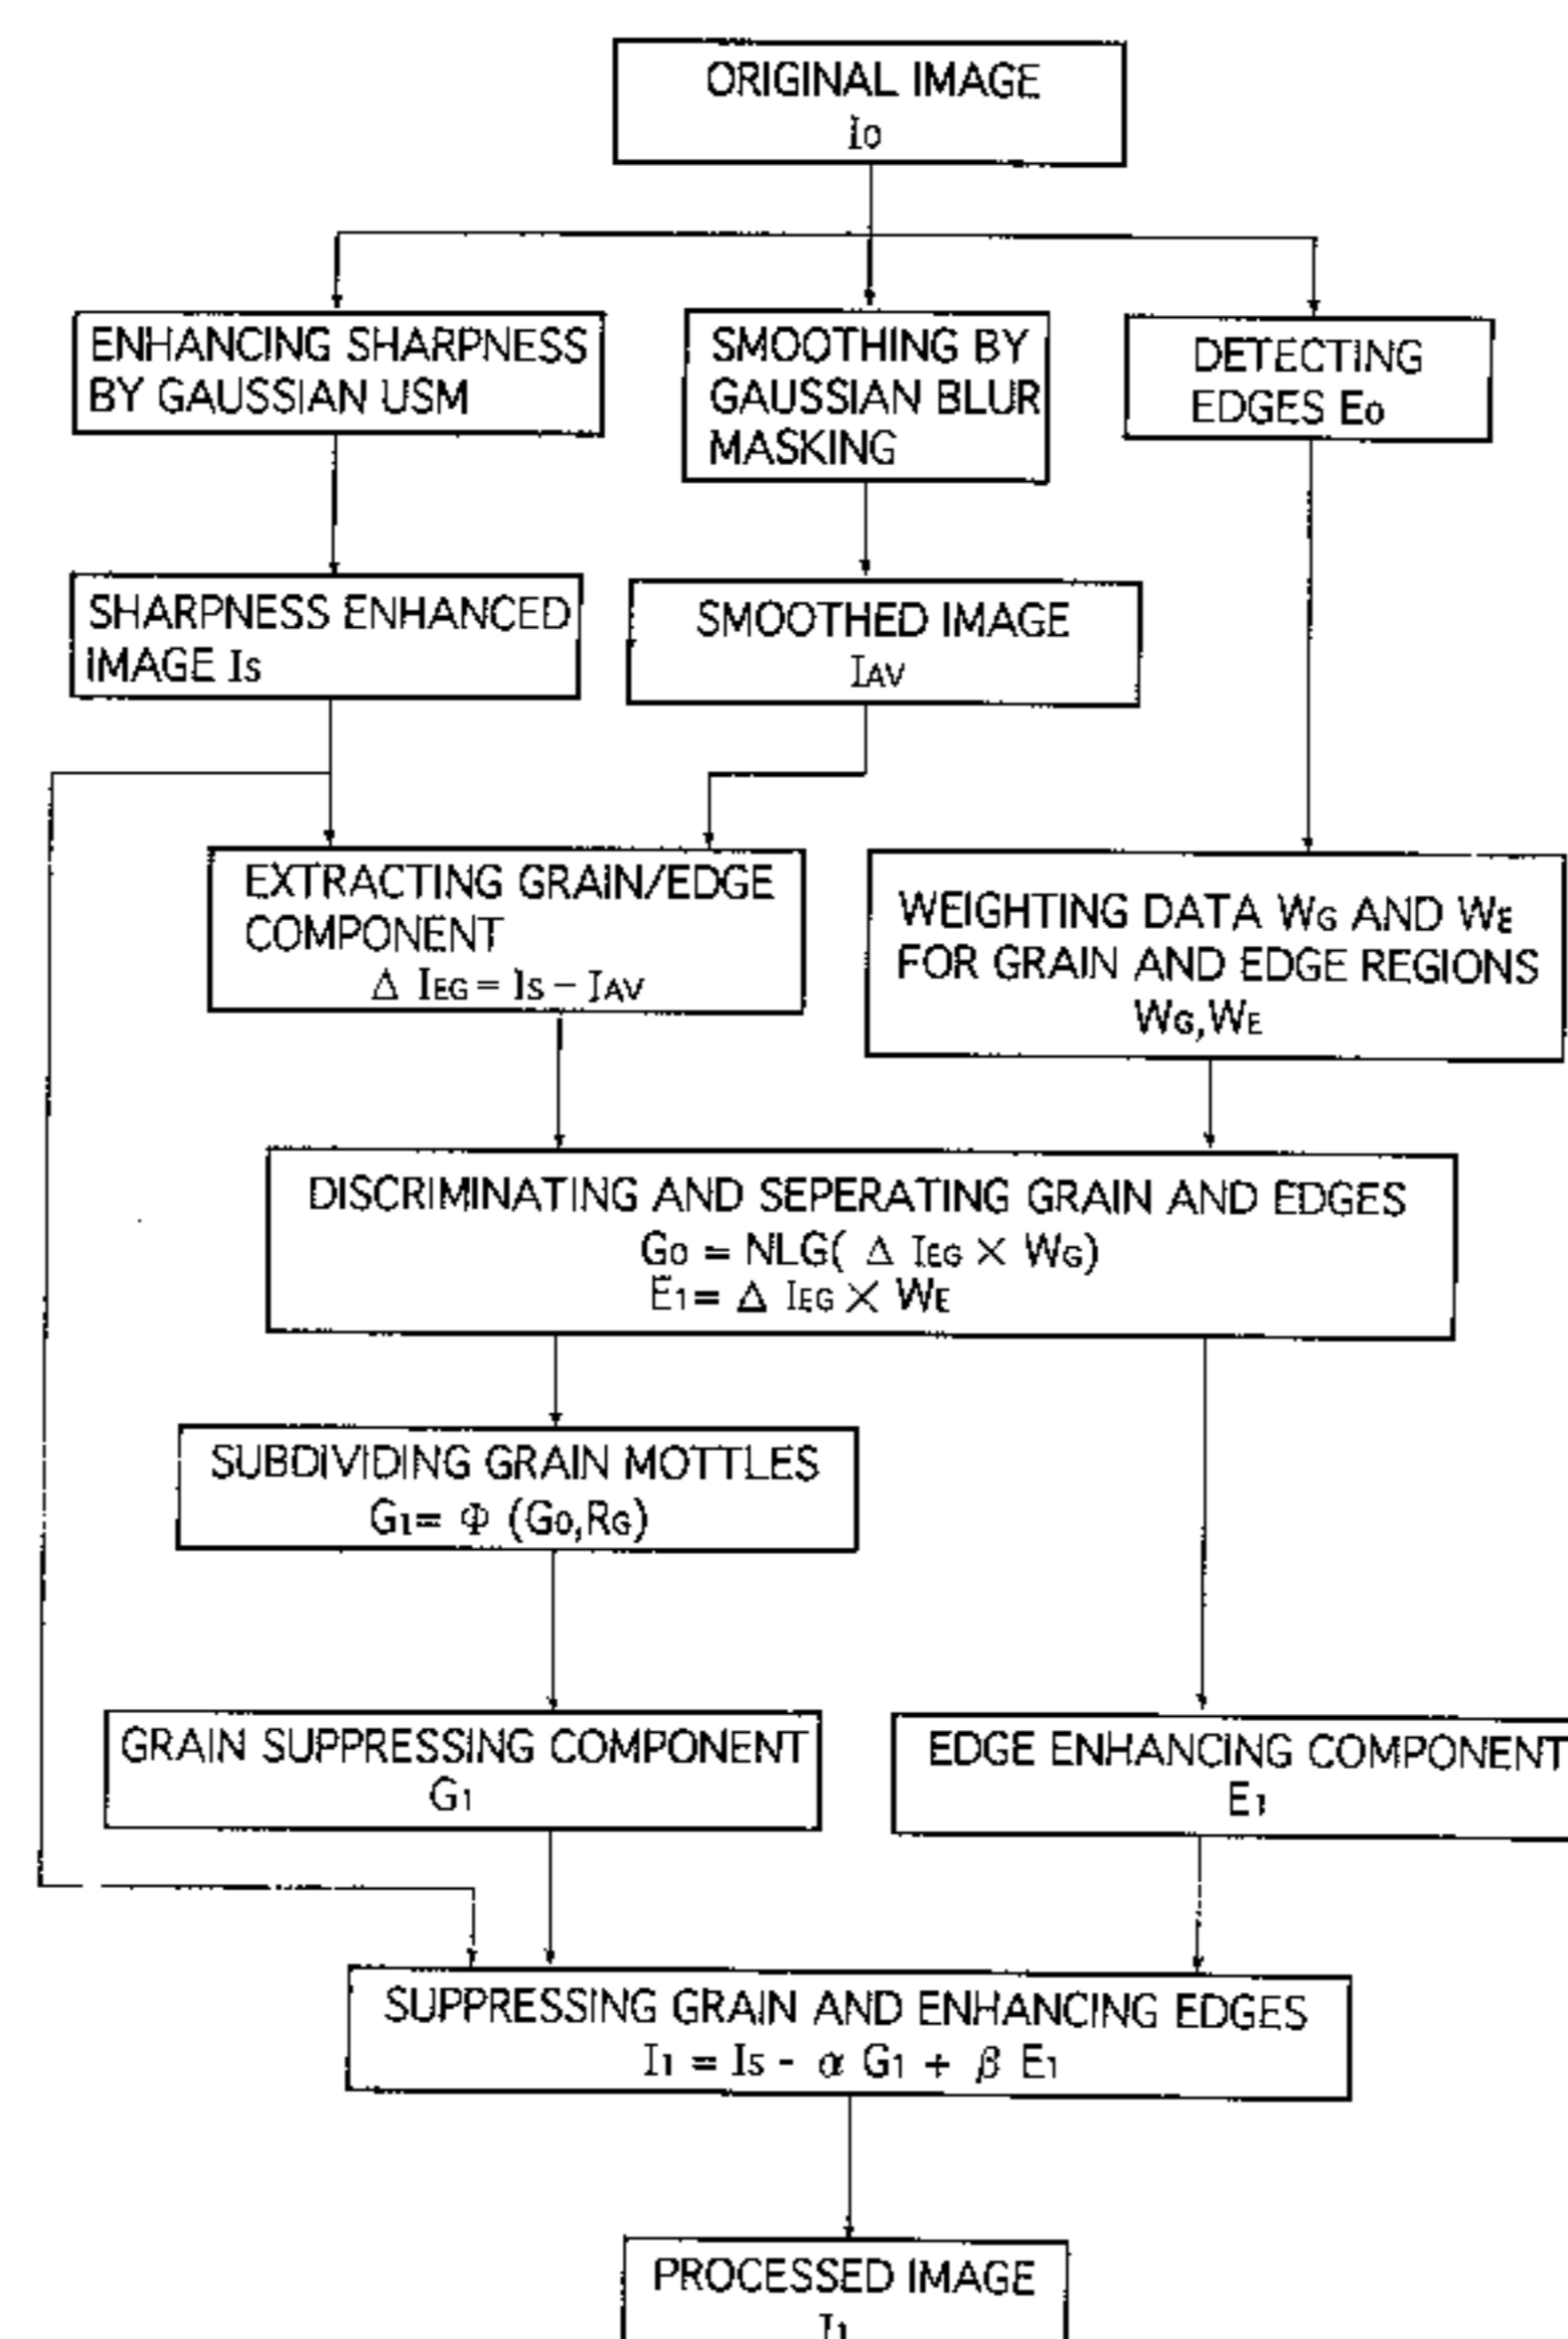 ORIGINAL IMAGE
I0
ENHANCING SHARPNESS
BY GAUSSIAN USM
SMOOTHING BY
GAUSSIAN BLUR
MASKING
DETECTING
EDGES E0
SHARPNESS ENHANCED
IMAGE IS
SMOOTHED IMAGE
IAV
EXTRACTING GRAIN/EDGE
COMPONENT
Δ IEG = IS − IAV
WEIGHTING DATA WG AND WE
FOR GRAIN AND EDGE REGIONS
WG,WE
DISCRIMINATING AND SEPERATING GRAIN AND EDGES
G0 = NLG( Δ IEG × WG)
E1 = Δ IEG × WE
SUBDIVIDING GRAIN MOTTLES
G1= Φ (G0,RG)
GRAIN SUPPRESSING COMPONENT
G1
EDGE ENHANCING COMPONENT
E1
SUPPRESSING GRAIN AND ENHANCING EDGES
I1 = IS - α G1 + β E1
PROCESSED IMAGE
I1